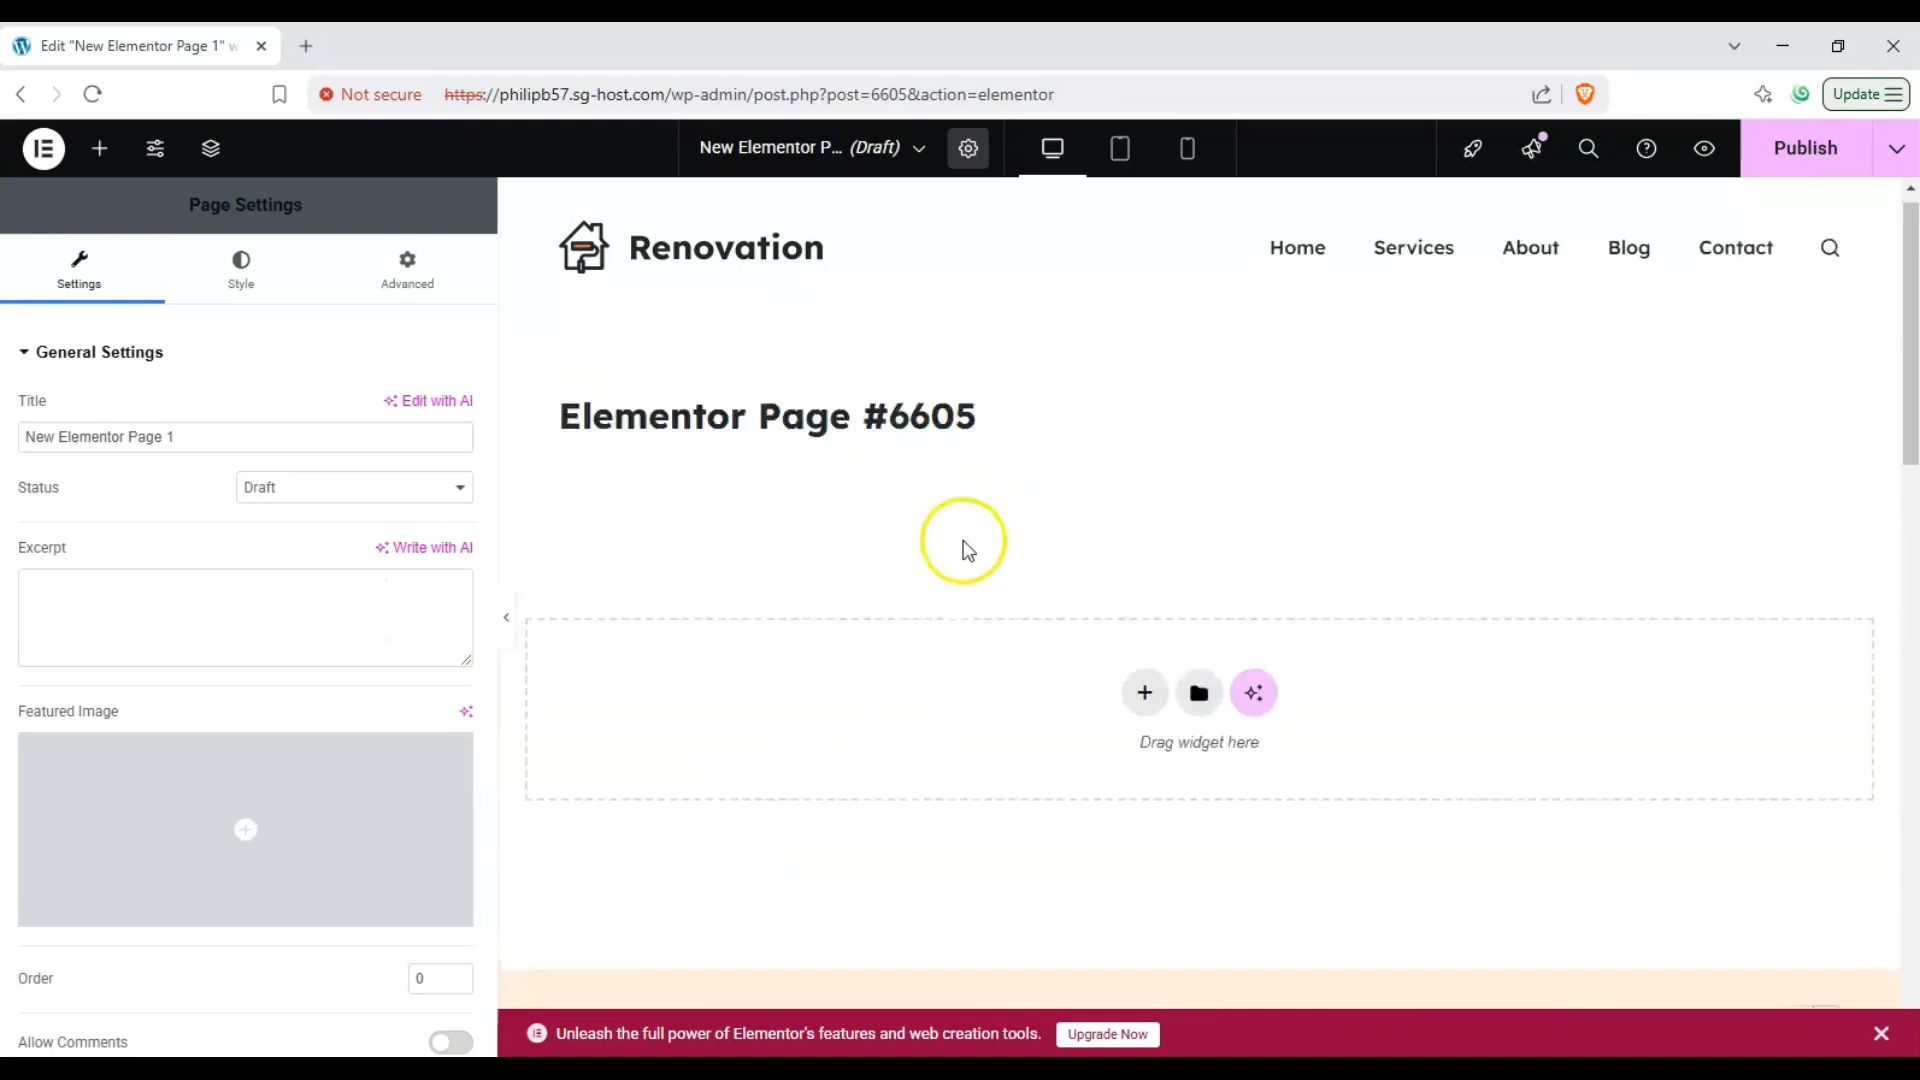 Edit "New Elementor Page 1" w
Not secure https://philipb57.sg-host.com/wp-admin/post.php?post=6605&action=elementor
Update
New Elementor P... (Draft)
Publish
Page Settings
Settings
Style
Advanced
Renovation
Home
Services
About
Blog
Contact
General Settings
Title
Edit with AI
New Elementor Page 1
Elementor Page #6605
Status
Draft
Excerpt
Write with AI
Featured Image
Drag widget here
Order
0
Allow Comments
Unleash the full power of Elementor's features and web creation tools.
Upgrade Now